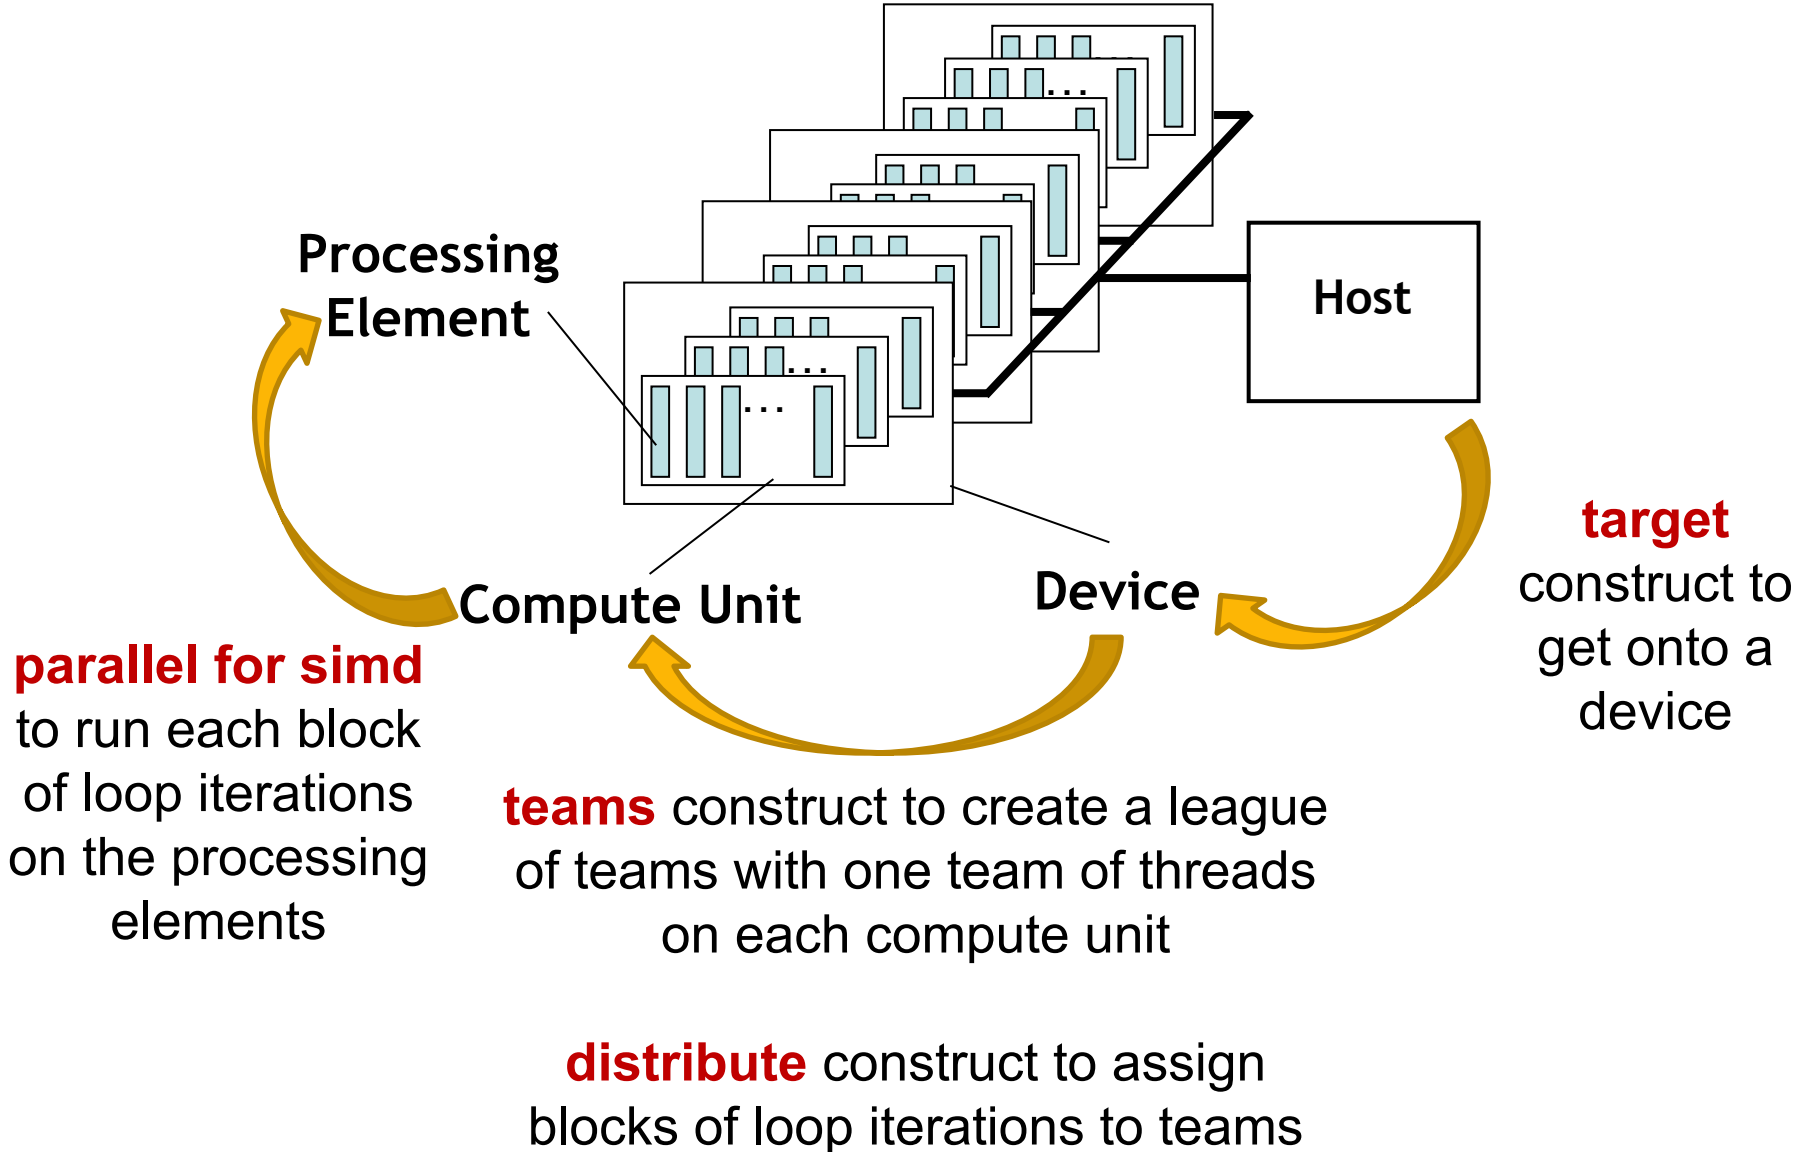 Processing
Element
Host
Compute Unit
Device
target
construct to
get onto a
device
parallel for simd
to run each block
of loop iterations
on the processing
elements
teams construct to create a league
of teams with one team of threads
on each compute unit
distribute construct to assign
blocks of loop iterations to teams